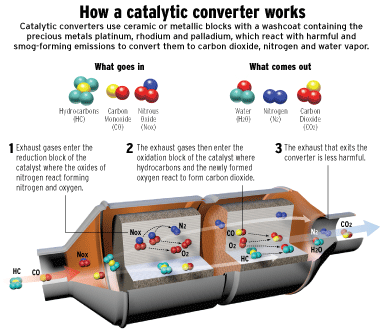 How a catalytic converter works
Catalytic converters use ceramic or metallic blocks with a washcoat containing the
precious metals platinum, rhodium and palladium, which react with harmful and
smog-forming emissions to convert them to carbon dioxide, nitrogen and water vapor.
What goes in
What comes out
Hydrocarbons
(HC)
Carbon
Monoxide
(CO)
Nitrous
Oxide
(Nox)
Water
(H2O)
Nitrogen
(N2)
Carbon
Dioxide
(CO2)
1 Exhaust gases enter the
reduction block of the catalyst
where the oxides of
nitrogen react forming
nitrogen and oxygen.
2 The exhaust gases then enter the
oxidation block of the catalyst where
hydrocarbons and the newly formed
oxygen react to form carbon dioxide.
3 The exhaust that exits the
converter is less harmful.
HC
CO
Nox
Nox
N2
O2
CO
O2
HC
N2
H2O
CO2